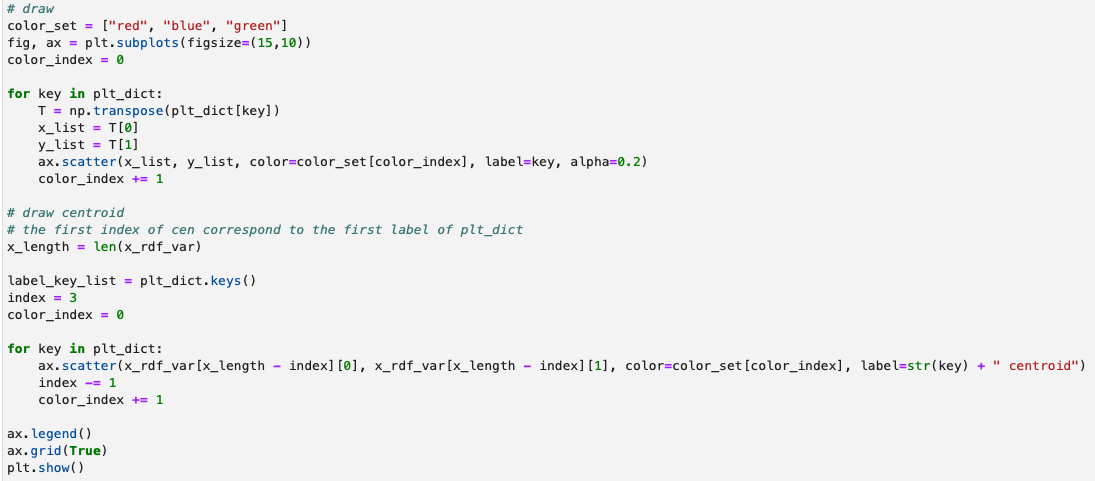 # draw
color_set = ["red", "blue", "green"]
fig, ax = plt.subplots(figsize=(15,10))
color_index = 0

for key in plt_dict:
    T = np.transpose(plt_dict[key])
    x_list = T[0]
    y_list = T[1]
    ax.scatter(x_list, y_list, color=color_set[color_index], label=key, alpha=0.2)
    color_index += 1

# draw centroid
# the first index of cen correspond to the first label of plt_dict
x_length = len(x_rdf_var)

label_key_list = plt_dict.keys()
index = 3
color_index = 0

for key in plt_dict:
    ax.scatter(x_rdf_var[x_length - index][0], x_rdf_var[x_length - index][1], color=color_set[color_index], label=str(key) + " centroid")
    index -= 1
    color_index += 1

ax.legend()
ax.grid(True)
plt.show()